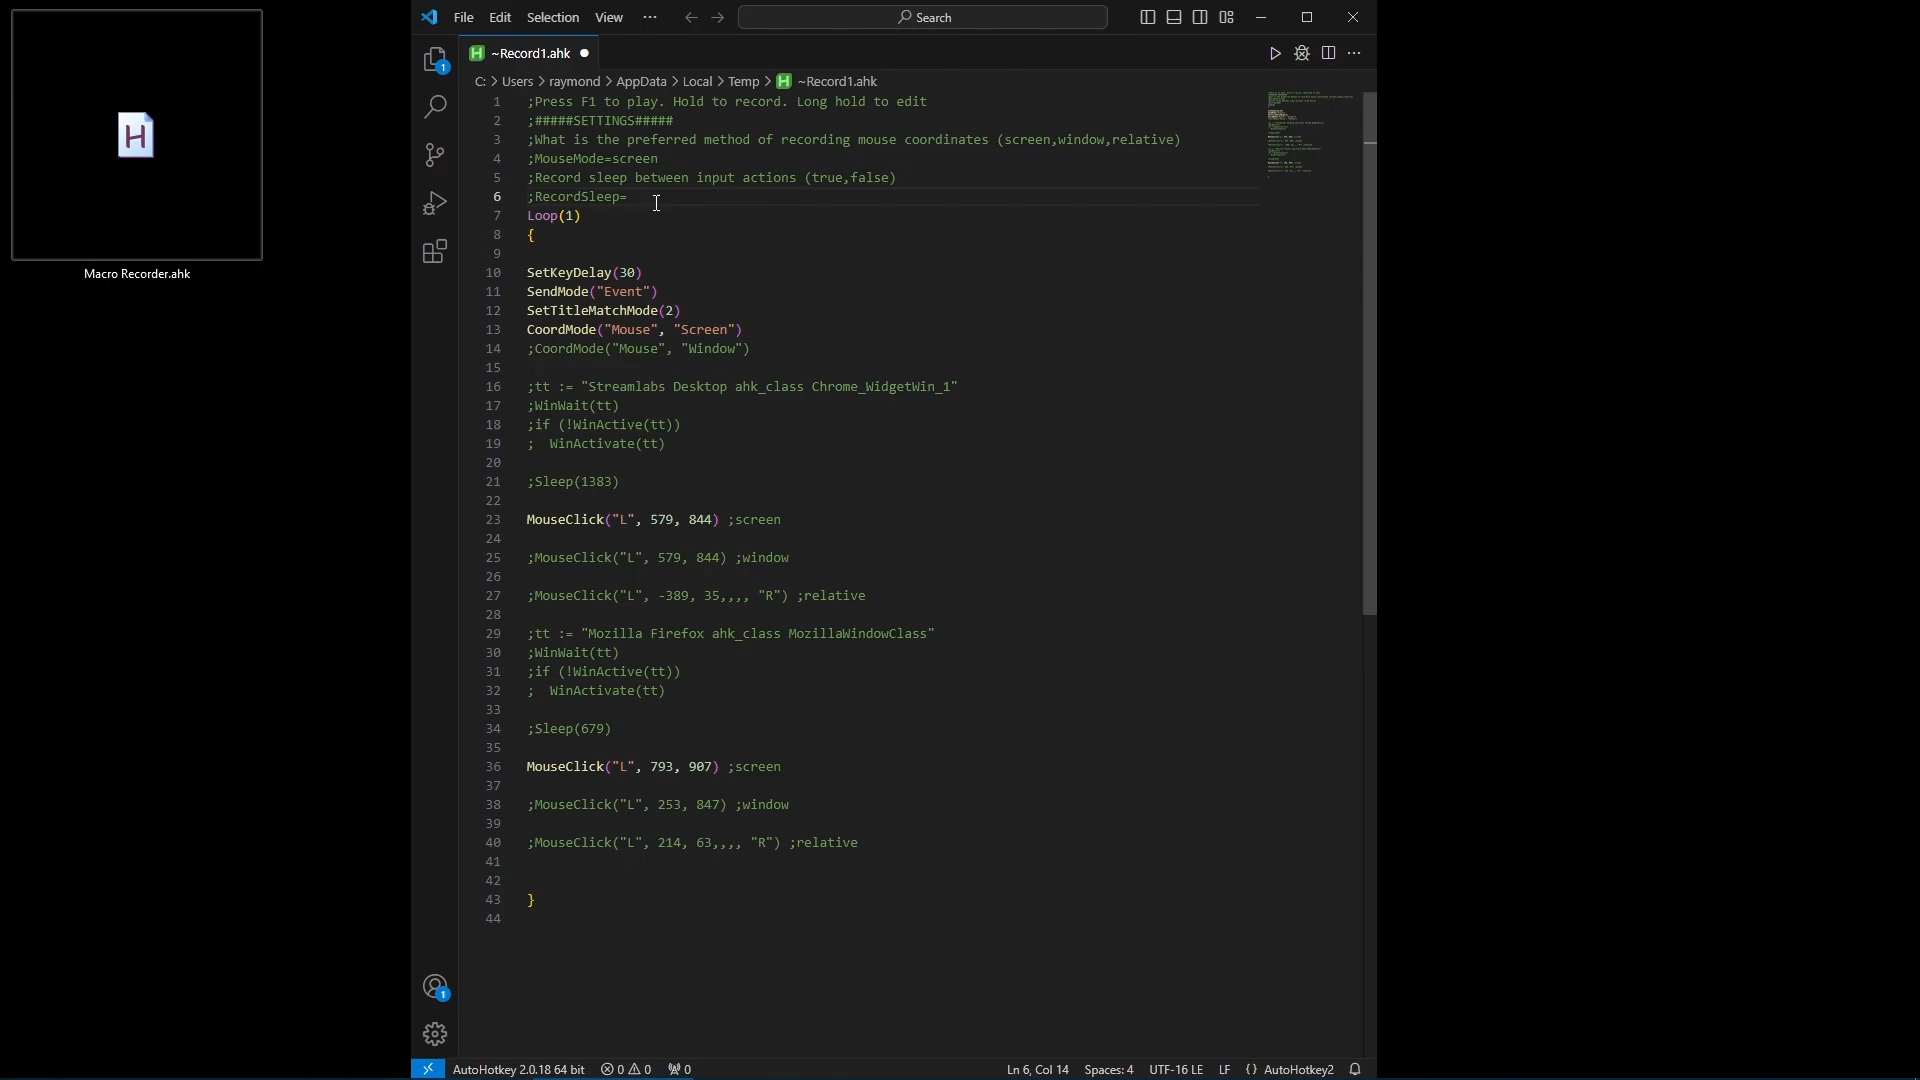 File Edit Selection View ··· Search
H ~Record1.ahk
H
Macro Recorder.ahk
1
C: > Users > raymond > AppData > Local > Temp > H ~Record1.ahk
1 ;Press F1 to play. Hold to record. Long hold to edit
2 ;#####SETTINGS#####
3 ;What is the preferred method of recording mouse coordinates (screen,window,relative)
4 ;MouseMode=screen
5 ;Record sleep between input actions (true,false)
6 ;RecordSleep=
7 Loop(1)
8 {
9
10 SetKeyDelay(30)
11 SendMode("Event")
12 SetTitleMatchMode(2)
13 CoordMode("Mouse", "Screen")
14 ;CoordMode("Mouse", "Window")
15
16 ;tt := "Streamlabs Desktop ahk_class Chrome_WidgetWin_1"
17 ;WinWait(tt)
18 ;if (!WinActive(tt))
19 ;  WinActivate(tt)
20
21 ;Sleep(1383)
22
23 MouseClick("L", 579, 844) ;screen
24
25 ;MouseClick("L", 579, 844) ;window
26
27 ;MouseClick("L", -389, 35,,,, "R") ;relative
28
29 ;tt := "Mozilla Firefox ahk_class MozillaWindowClass"
30 ;WinWait(tt)
31 ;if (!WinActive(tt))
32 ;  WinActivate(tt)
33
34 ;Sleep(679)
35
36 MouseClick("L", 793, 907) ;screen
37
38 ;MouseClick("L", 253, 847) ;window
39
40 ;MouseClick("L", 214, 63,,,, "R") ;relative
41
42
43 }
44
1
AutoHotkey 2.0.18 64 bit 0 0 0 Ln 6, Col 14 Spaces: 4 UTF-16 LE LF {} AutoHotkey2